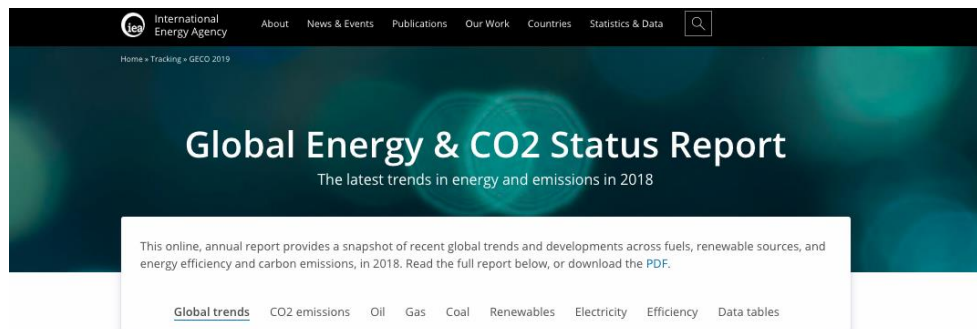 iea
International
Energy Agency
About News & Events Publications Our Work Countries Statistics & Data
Home » Tracking » GECO 2019
Global Energy & CO2 Status Report
The latest trends in energy and emissions in 2018
This online, annual report provides a snapshot of recent global trends and developments across fuels, renewable sources, and
energy efficiency and carbon emissions, in 2018. Read the full report below, or download the PDF.
Global trends CO2 emissions Oil Gas Coal Renewables Electricity Efficiency Data tables